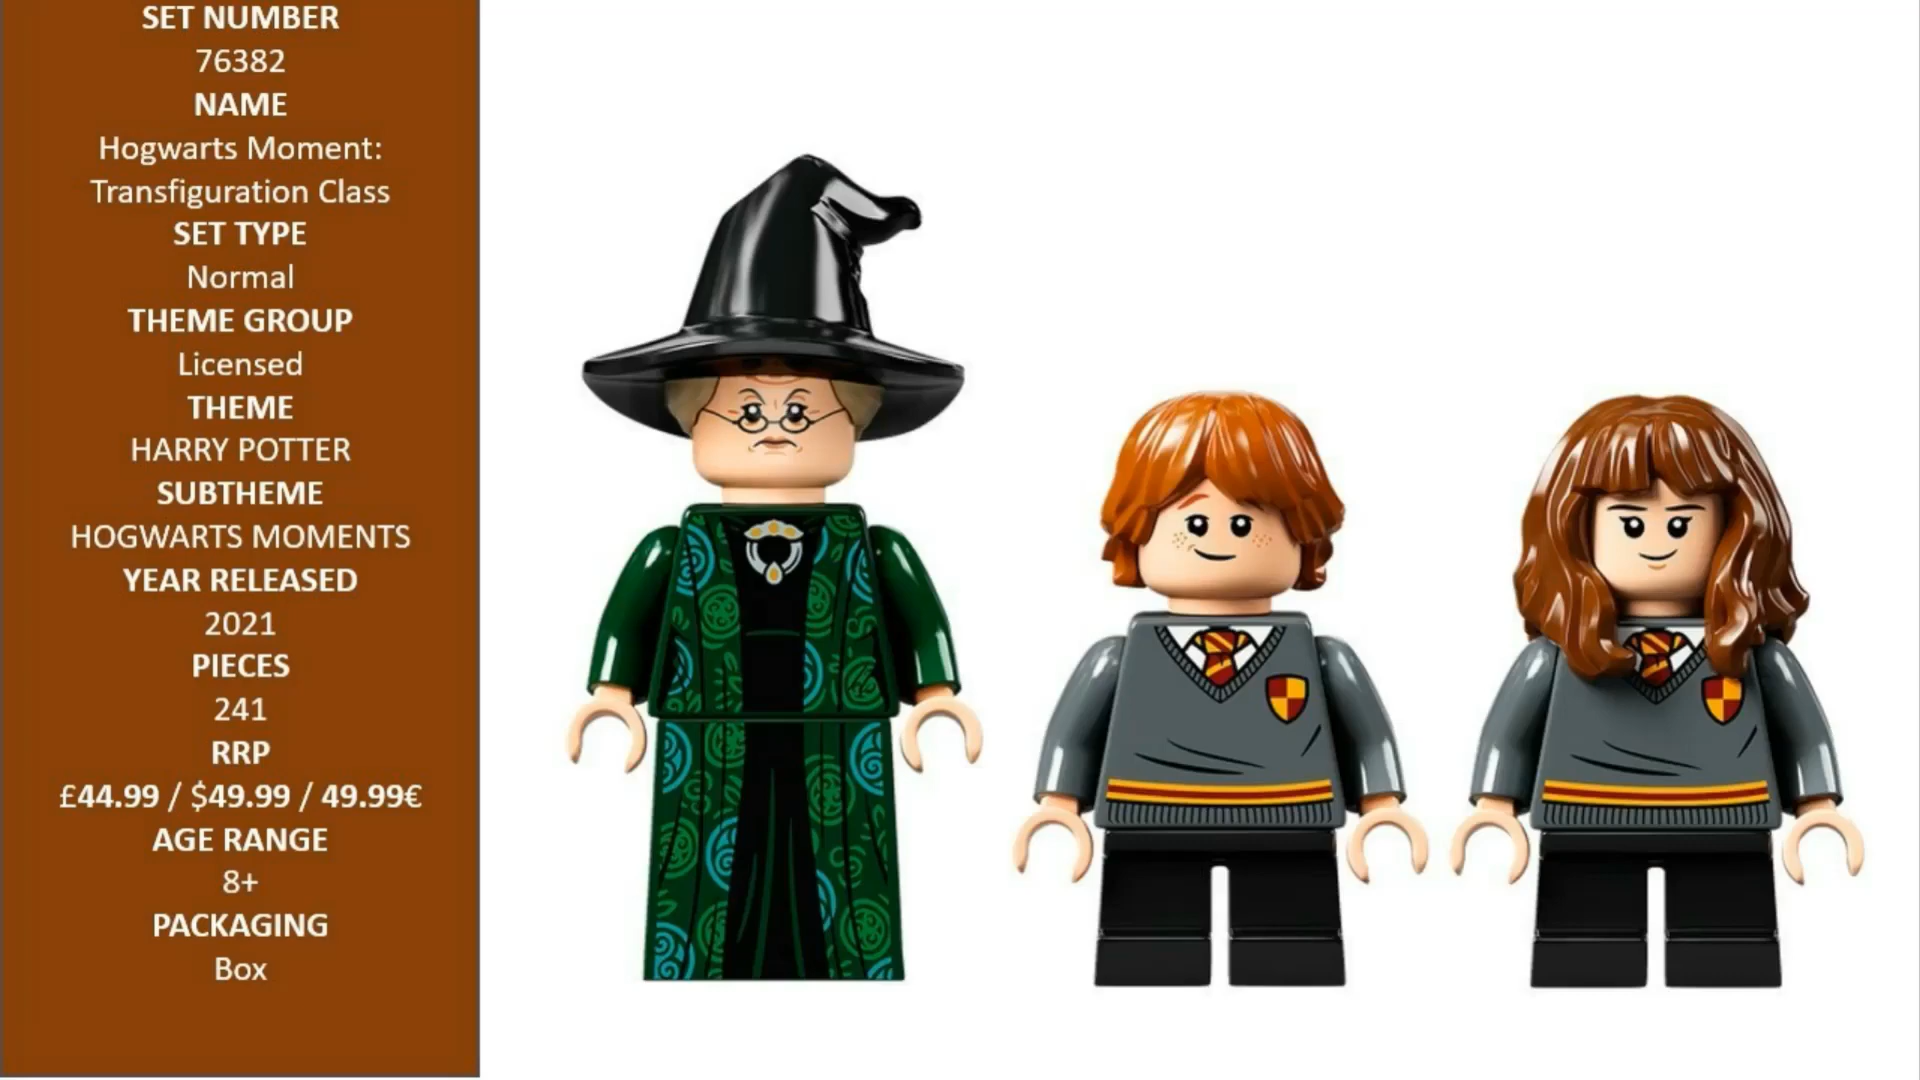 SET NUMBER
76382
NAME
Hogwarts Moment:
Transfiguration Class
SET TYPE
Normal
THEME GROUP
Licensed
THEME
HARRY POTTER
SUBTHEME
HOGWARTS MOMENTS
YEAR RELEASED
2021
PIECES
241
RRP
£44.99 / $49.99 / 49.99€
AGE RANGE
8+
PACKAGING
Box